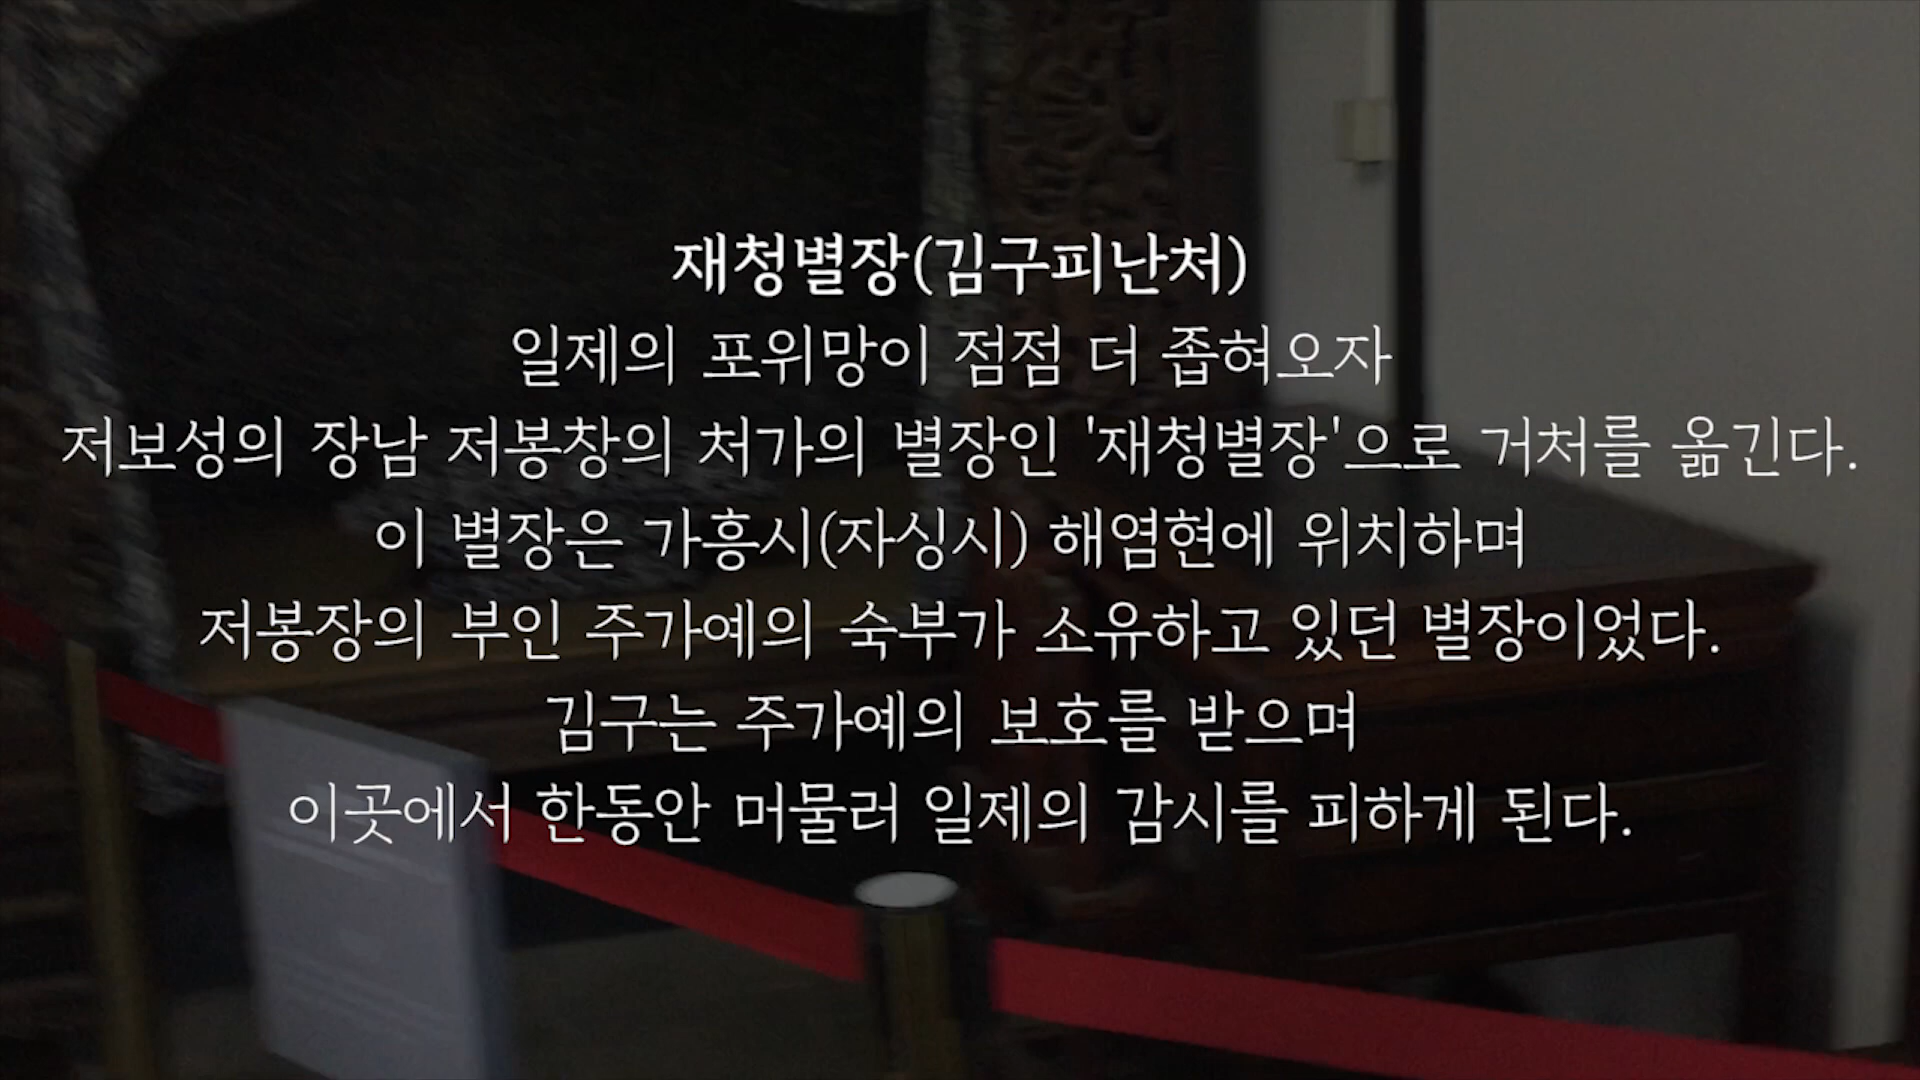 재청별장(김구피난처)
일제의 포위망이 점점 더 좁혀오자
저보성의 장남 저봉창의 처가의 별장인 '재청별장'으로 거처를 옮긴다.
이 별장은 가흥시(자싱시) 해염현에 위치하며
저봉장의 부인 주가예의 숙부가 소유하고 있던 별장이었다.
김구는 주가예의 보호를 받으며
이곳에서 한동안 머물러 일제의 감시를 피하게 된다.